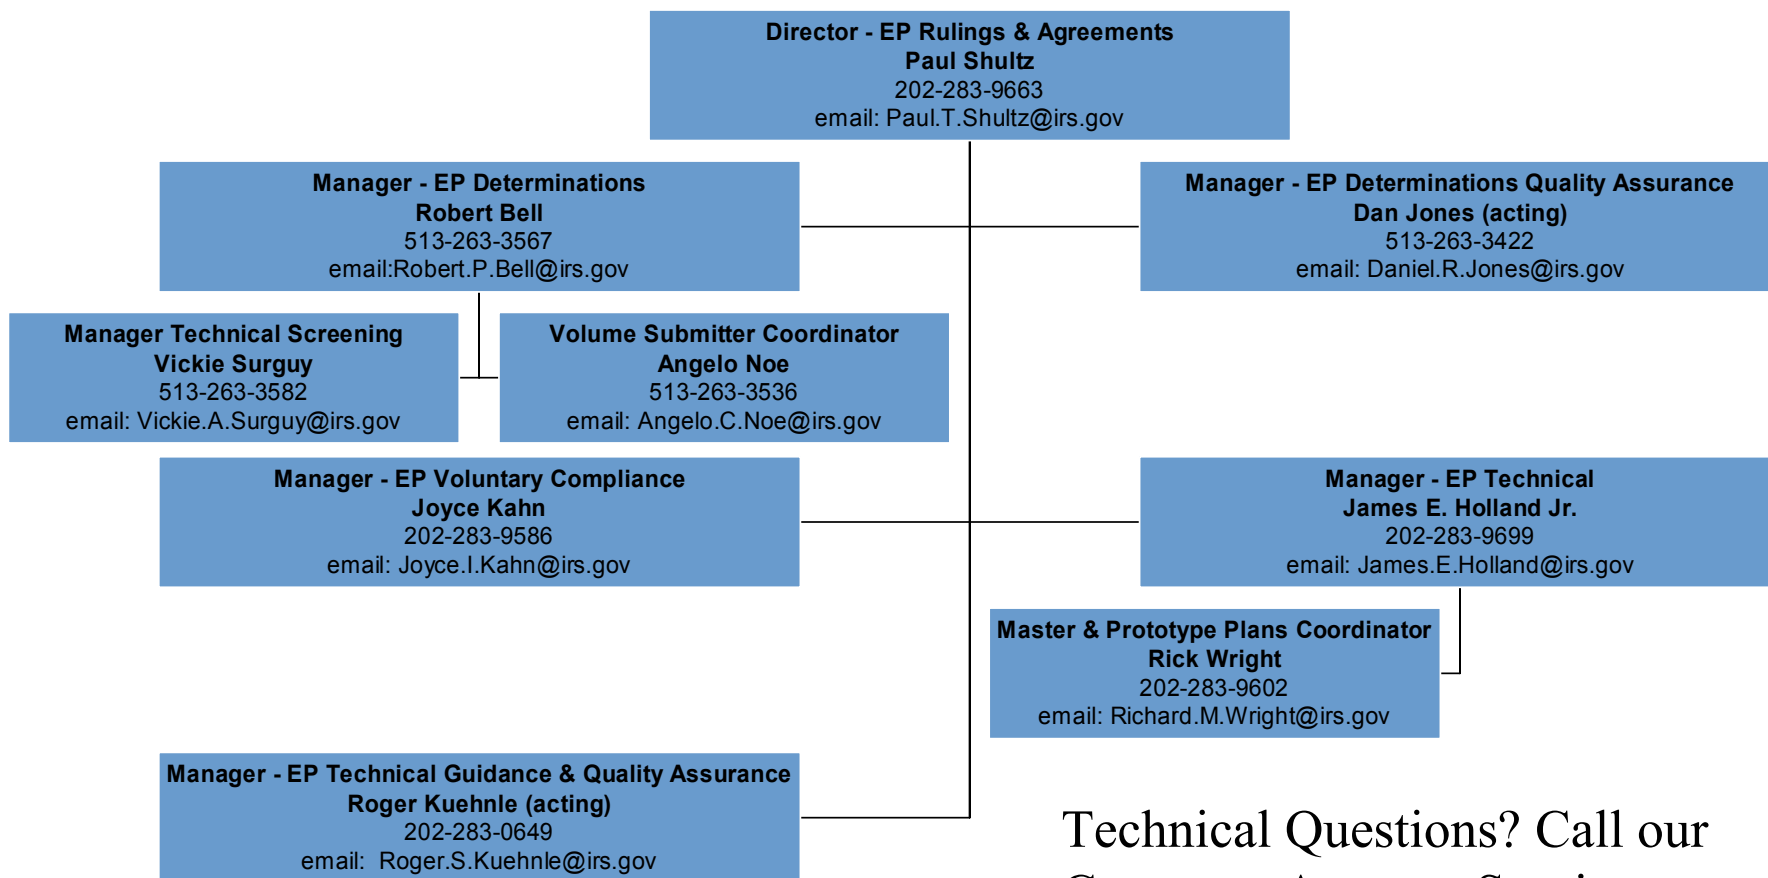 Director - EP Rulings & Agreements
Paul Shultz
202-283-9663
email: Paul.T.Shultz@irs.gov
Manager - EP Determinations
Robert Bell
513-263-3567
email:Robert.P.Bell@irs.gov
Manager - EP Determinations Quality Assurance
Dan Jones (acting)
513-263-3422
email: Daniel.R.Jones@irs.gov
Manager Technical Screening
Vickie Surguy
513-263-3582
email: Vickie.A.Surguy@irs.gov
Volume Submitter Coordinator
Angelo Noe
513-263-3536
email: Angelo.C.Noe@irs.gov
Manager - EP Voluntary Compliance
Joyce Kahn
202-283-9586
email: Joyce.I.Kahn@irs.gov
Manager - EP Technical
James E. Holland Jr.
202-283-9699
email: James.E.Holland@irs.gov
Master & Prototype Plans Coordinator
Rick Wright
202-283-9602
email: Richard.M.Wright@irs.gov
Manager - EP Technical Guidance & Quality Assurance
Roger Kuehnle (acting)
202-283-0649
email: Roger.S.Kuehnle@irs.gov
Technical Questions? Call our